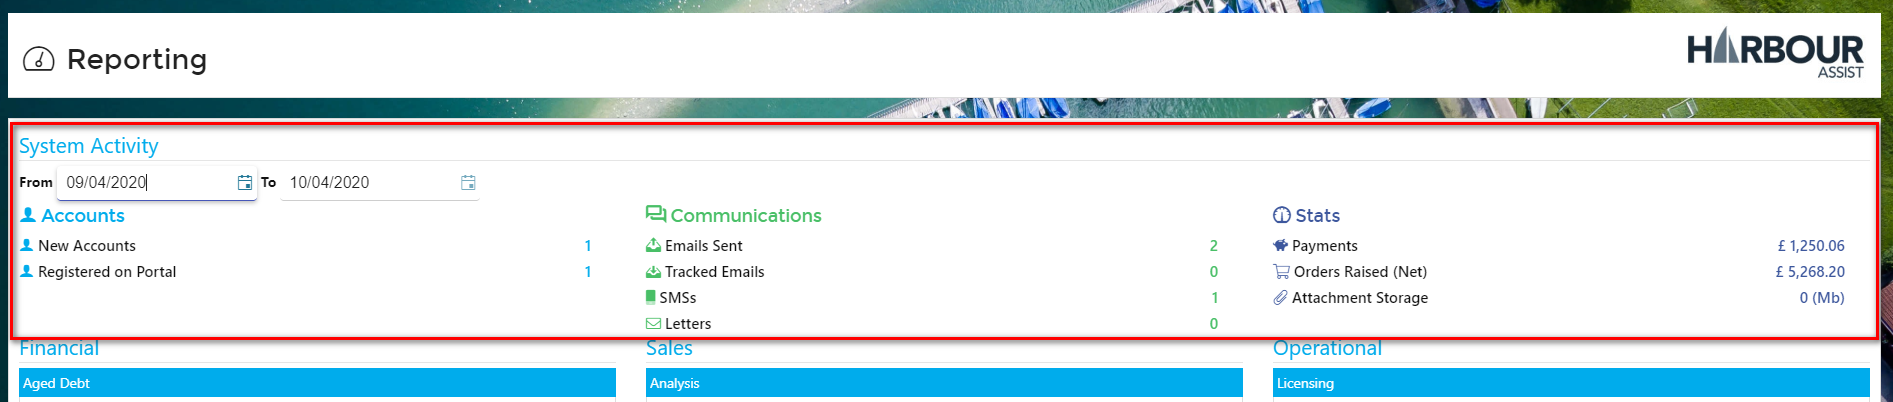 Reporting
HARBOUR
ASSIST
System Activity
From 09/04/2020 To 10/04/2020
Accounts
New Accounts 1
Registered on Portal 1
Communications
Emails Sent 2
Tracked Emails 0
SMSs 1
Letters 0
Stats
Payments £ 1,250.06
Orders Raised (Net) £ 5,268.20
Attachment Storage 0 (Mb)
Financial
Aged Debt
Sales
Analysis
Operational
Licensing